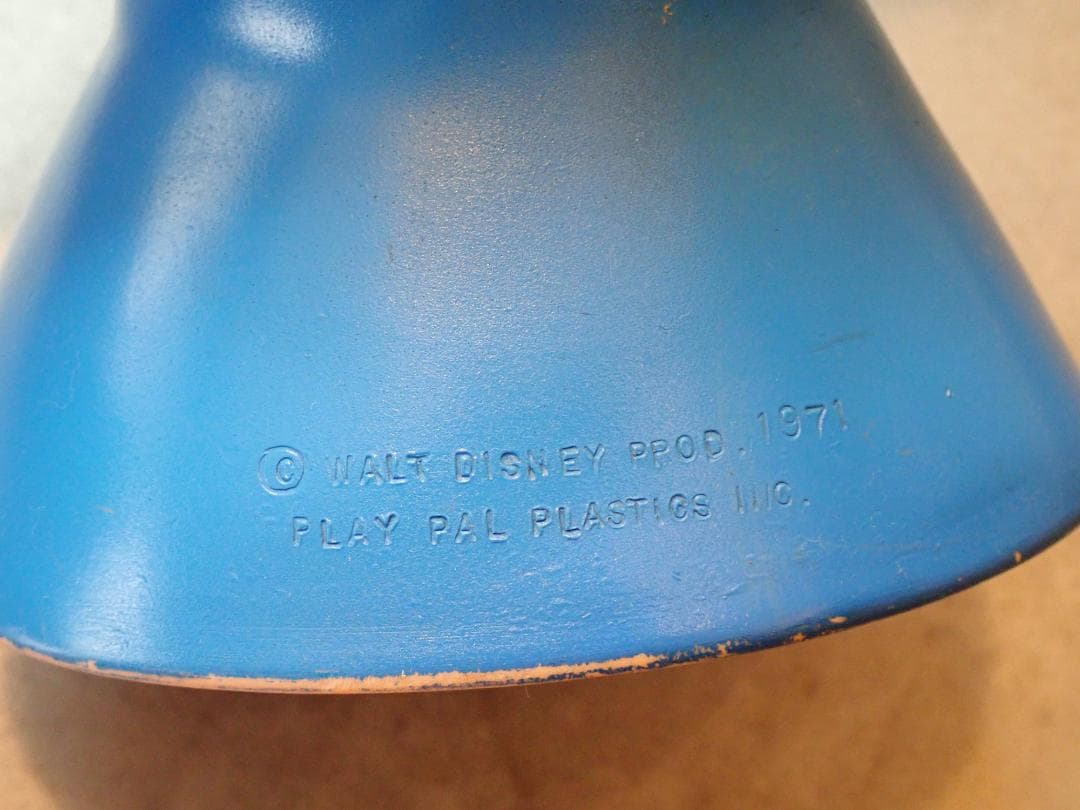 © WALT DISNEY PROD. 1971
PLAY PAL PLASTICS INC.